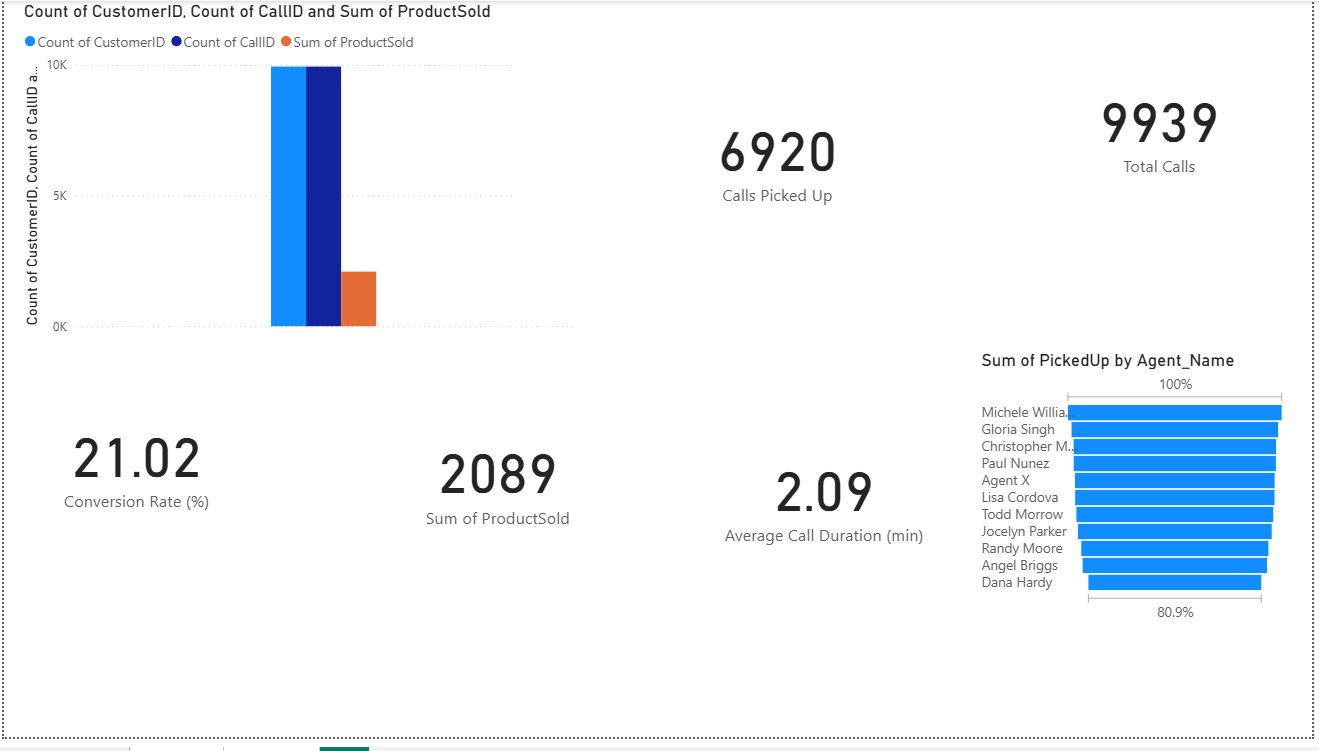 Count of CustomerID, Count of CallID and Sum of ProductSold
Count of CustomerID Count of CallID Sum of ProductSold
Count of CustomerID, Count of CallID a...
10K
5K
0K
6920
Calls Picked Up
9939
Total Calls
21.02
Conversion Rate (%)
2089
Sum of ProductSold
2.09
Average Call Duration (min)
Sum of PickedUp by Agent_Name
100%
Michele Willia...
Gloria Singh
Christopher M...
Paul Nunez
Agent X
Lisa Cordova
Todd Morrow
Jocelyn Parker
Randy Moore
Angel Briggs
Dana Hardy
80.9%